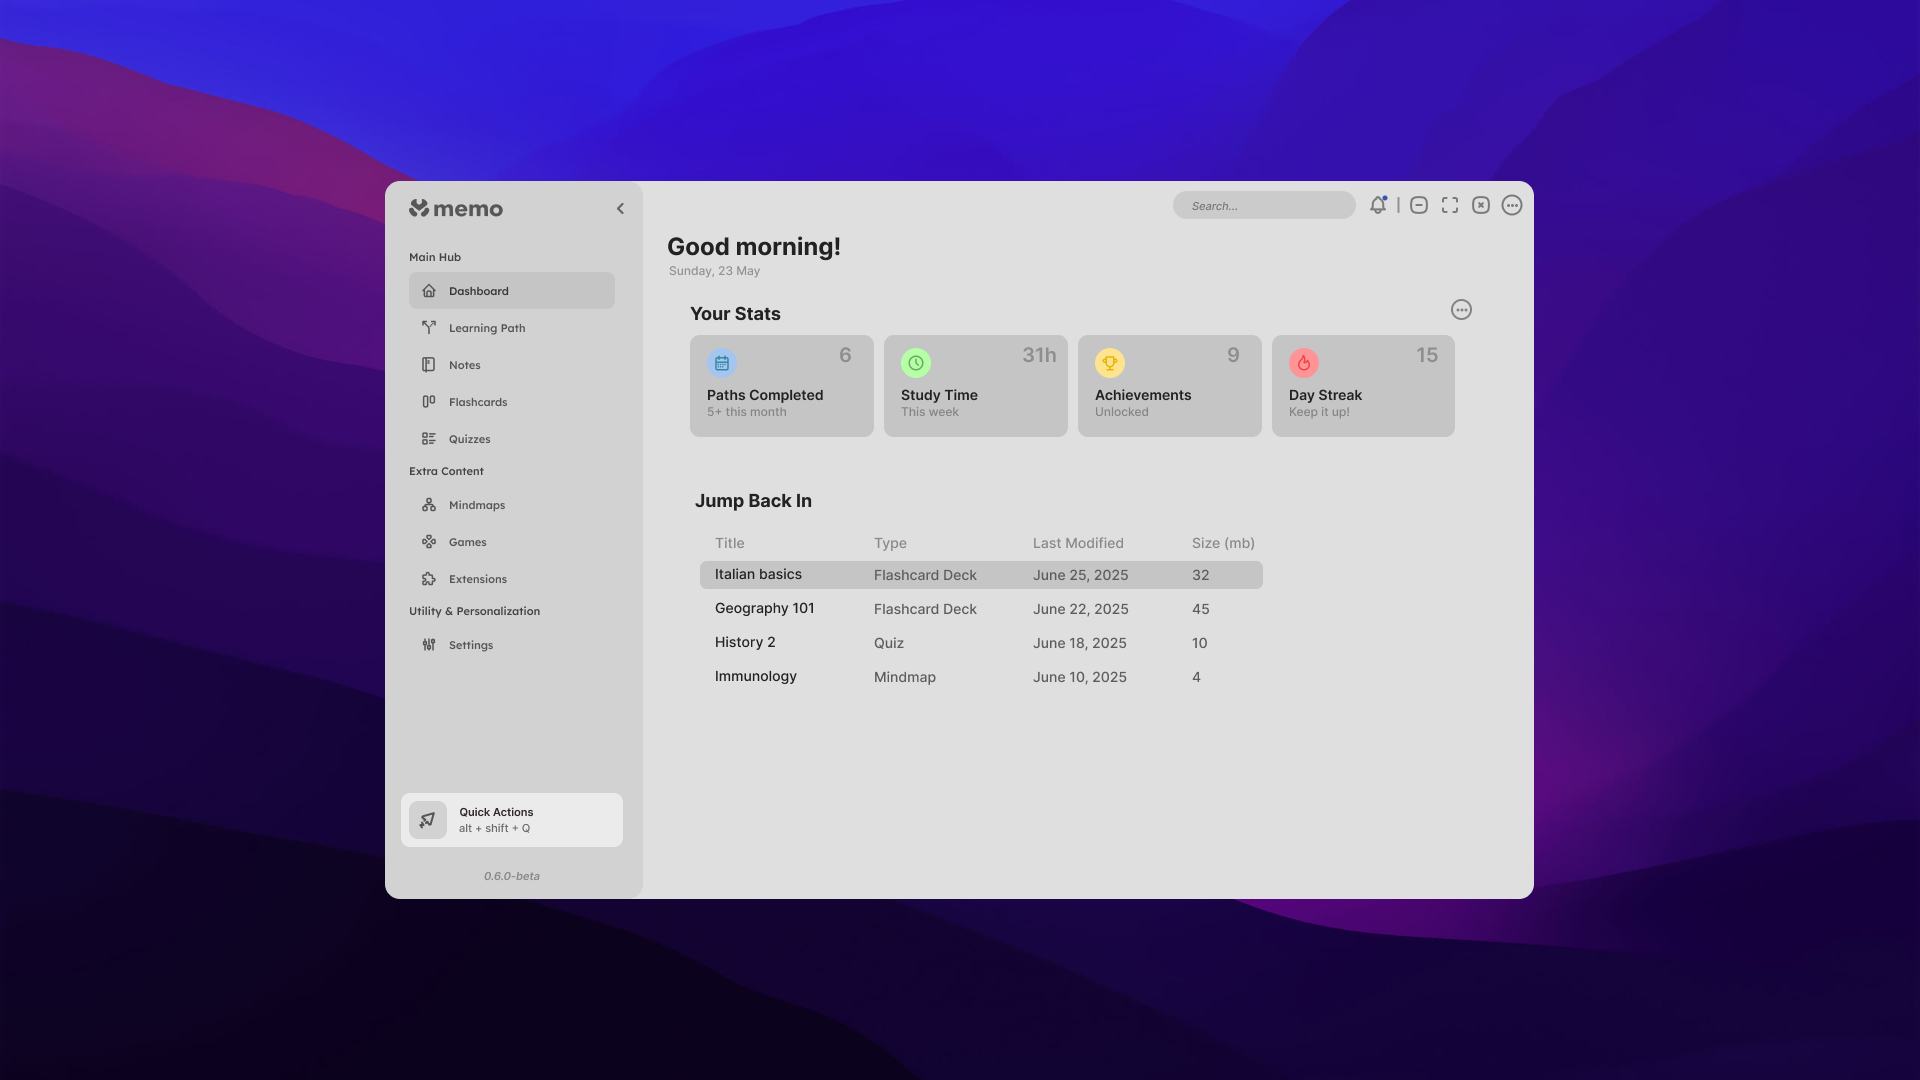 memo
Search...
Main Hub
Dashboard
Learning Path
Notes
Flashcards
Quizzes
Extra Content
Mindmaps
Games
Extensions
Utility & Personalization
Settings
Quick Actions
alt + shift + Q
0.6.0-beta
Good morning!
Sunday, 23 May
Your Stats
6
Paths Completed
5+ this month
31h
Study Time
This week
9
Achievements
Unlocked
15
Day Streak
Keep it up!
Jump Back In
Title Type Last Modified Size (mb)
Italian basics Flashcard Deck June 25, 2025 32
Geography 101 Flashcard Deck June 22, 2025 45
History 2 Quiz June 18, 2025 10
Immunology Mindmap June 10, 2025 4